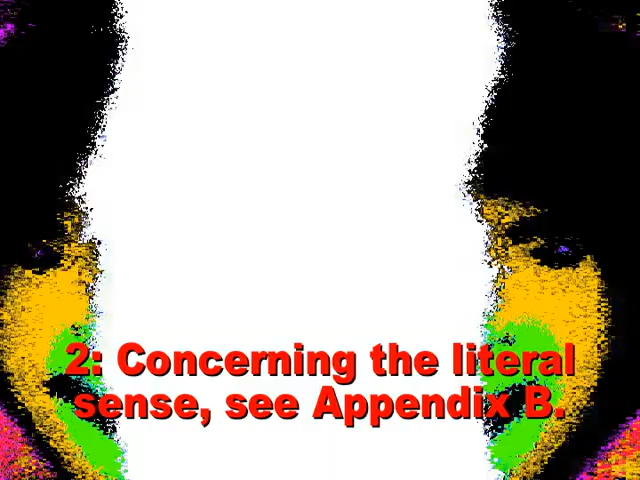 2: Concerning the literal
sense, see Appendix B.